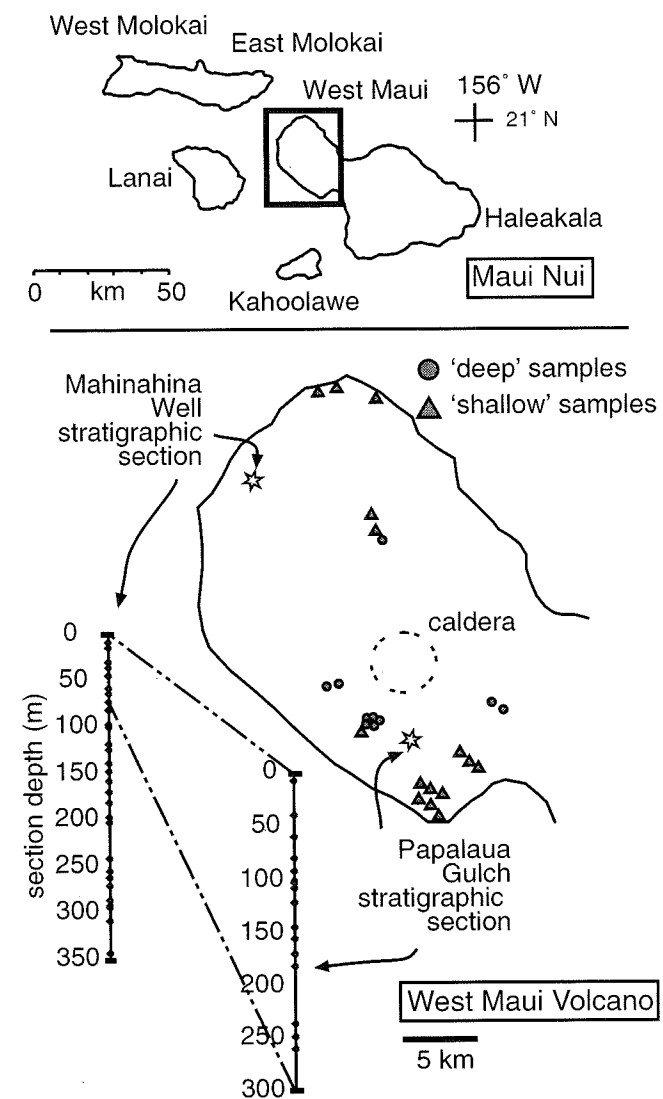 West Molokai
East Molokai
West Maui
156° W
21° N
Lanai
Haleakala
0 km 50
Kahoolawe
Maui Nui
Mahinahina
Well
stratigraphic
section
'deep' samples
'shallow' samples
caldera
section depth (m)
0
50
100
150
200
250
300
350
0
50
100
150
200
250
300
Papalaua
Gulch
stratigraphic
section
West Maui Volcano
5 km